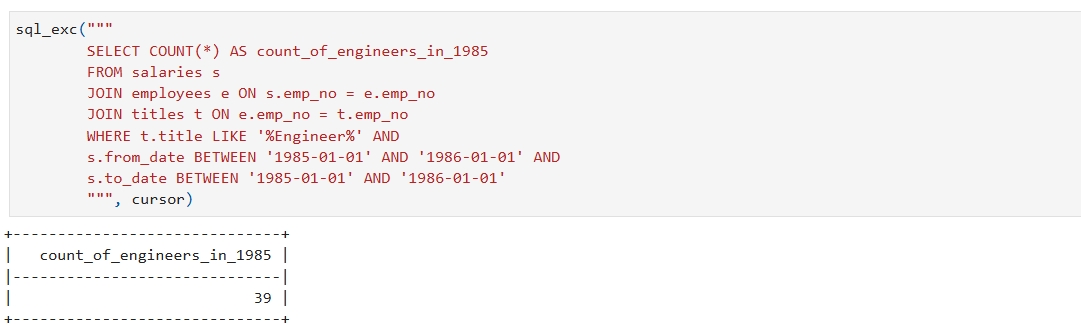 sql_exc("""
SELECT COUNT(*) AS count_of_engineers_in_1985
FROM salaries s
JOIN employees e ON s.emp_no = e.emp_no
JOIN titles t ON e.emp_no = t.emp_no
WHERE t.title LIKE '%Engineer%' AND
s.from_date BETWEEN '1985-01-01' AND '1986-01-01' AND
s.to_date BETWEEN '1985-01-01' AND '1986-01-01'
""", cursor)
+------------------------------+
|   count_of_engineers_in_1985 |
|------------------------------|
|                           39 |
+------------------------------+